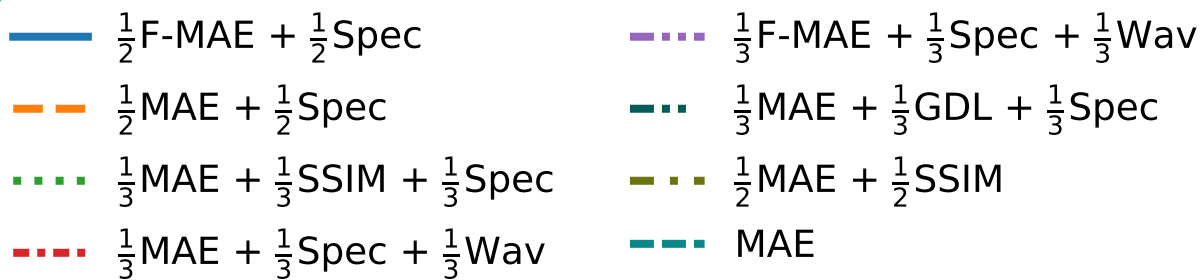 ½F-MAE + ½Spec
½MAE + ½Spec
⅓MAE + ⅓SSIM + ⅓Spec
⅓MAE + ⅓Spec + ⅓Wav
⅓F-MAE + ⅓Spec + ⅓Wav
⅓MAE + ⅓GDL + ⅓Spec
½MAE + ½SSIM
MAE